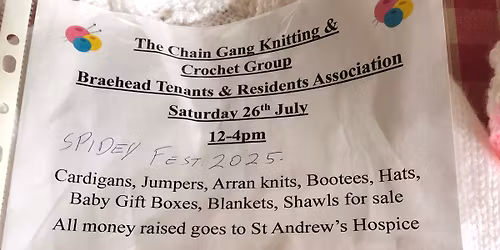 The Chain Gang Knitting &
Crochet Group
Braehead Tenants & Residents Association
Saturday 26th July
12-4pm
SPIDEY FEST 2025.
Cardigans, Jumpers, Arran knits, Bootees, Hats,
Baby Gift Boxes, Blankets, Shawls for sale
All money raised goes to St Andrew's Hospice